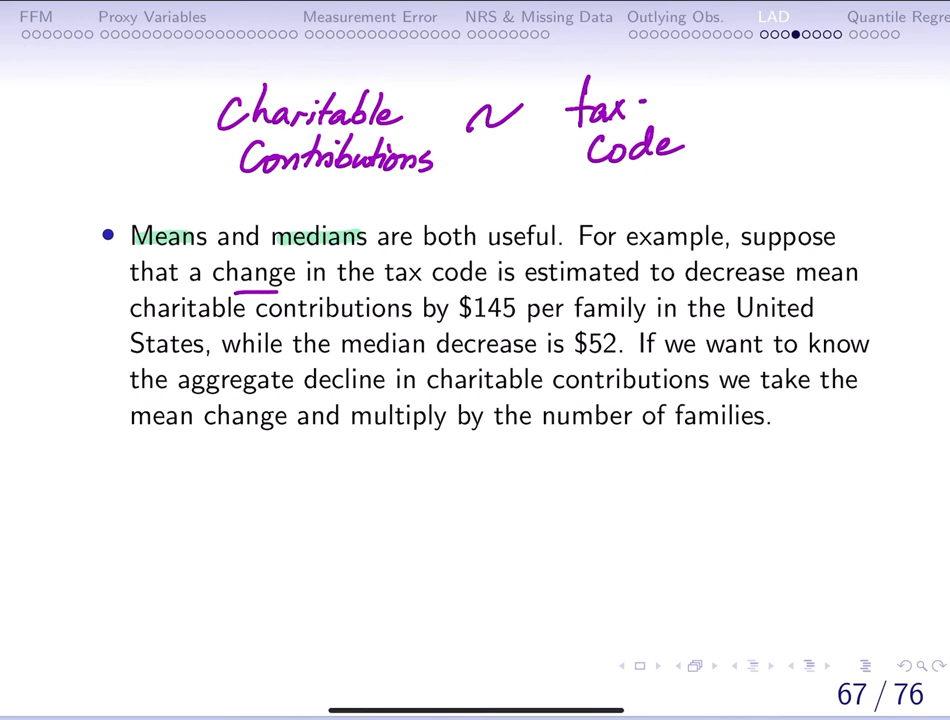 FFM Proxy Variables Measurement Error NRS & Missing Data Outlying Obs. LAD Quantile Regre
Charitable ~ tax
Contributions code
• Means and medians are both useful. For example, suppose
that a change in the tax code is estimated to decrease mean
charitable contributions by $145 per family in the United
States, while the median decrease is $52. If we want to know
the aggregate decline in charitable contributions we take the
mean change and multiply by the number of families.
67 / 76